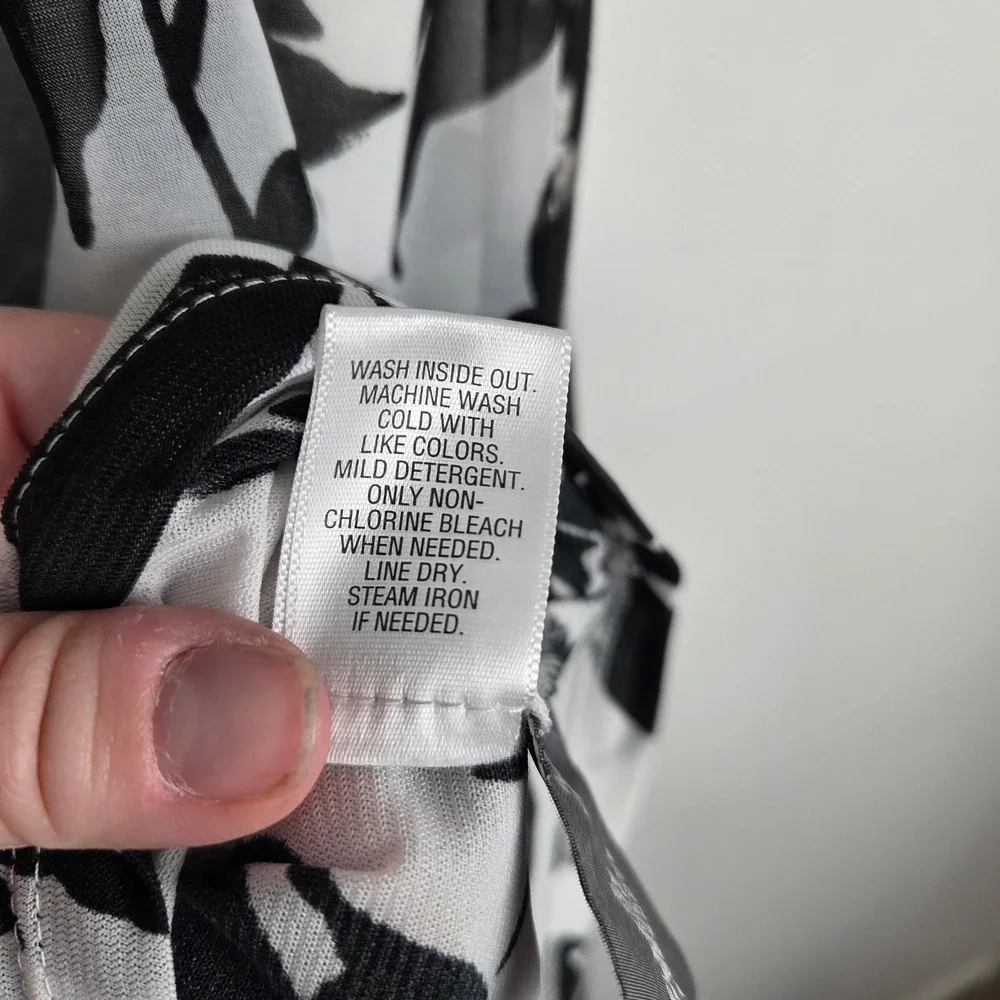 WASH INSIDE OUT.
MACHINE WASH
COLD WITH
LIKE COLORS.
MILD DETERGENT.
ONLY NON-
CHLORINE BLEACH
WHEN NEEDED.
LINE DRY.
STEAM IRON
IF NEEDED.